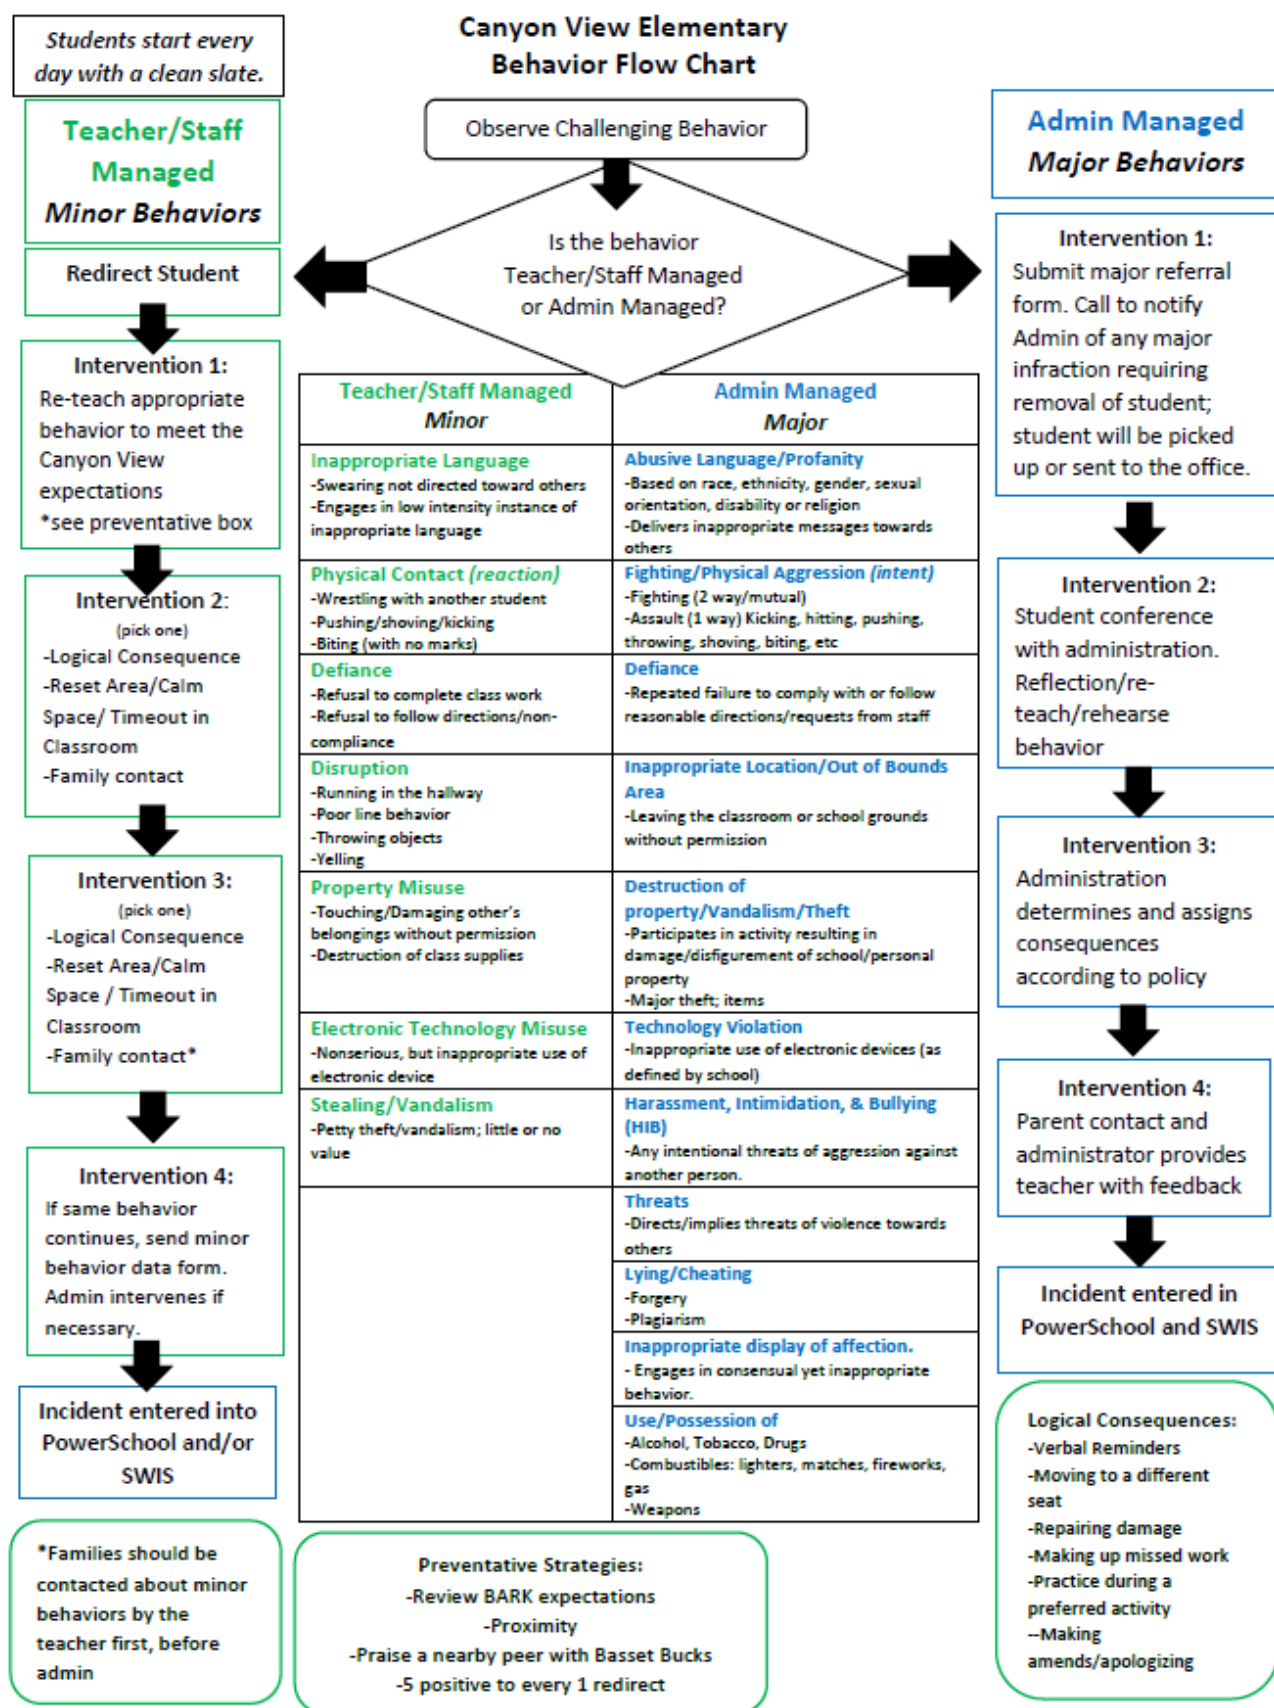 Students start every
day with a clean slate.
Canyon View Elementary
Behavior Flow Chart
Teacher/Staff
Managed
Minor Behaviors
Observe Challenging Behavior
Admin Managed
Major Behaviors
Is the behavior
Teacher/Staff Managed
or Admin Managed?
Redirect Student
Intervention 1:
Re-teach appropriate
behavior to meet the
Canyon View
expectations
*see preventative box
Intervention 2:
(pick one)
-Logical Consequence
-Reset Area/Calm
Space/ Timeout in
Classroom
-Family contact
Intervention 3:
(pick one)
-Logical Consequence
-Reset Area/Calm
Space / Timeout in
Classroom
-Family contact*
Intervention 4:
If same behavior
continues, send minor
behavior data form.
Admin intervenes if
necessary.
Incident entered into
PowerSchool and/or
SWIS
*Families should be
contacted about minor
behaviors by the
teacher first, before
admin
Teacher/Staff Managed
Minor
Admin Managed
Major
Inappropriate Language
-Swearing not directed toward others
-Engages in low intensity instance of
inappropriate language
Abusive Language/Profanity
-Based on race, ethnicity, gender, sexual
orientation, disability or religion
-Delivers inappropriate messages towards
others
Physical Contact (reaction)
-Wrestling with another student
-Pushing/shoving/kicking
-Biting (with no marks)
Fighting/Physical Aggression (intent)
-Fighting (2 way/mutual)
-Assault (1 way) Kicking, hitting, pushing,
throwing, shoving, biting, etc
Defiance
-Refusal to complete class work
-Refusal to follow directions/non-
compliance
Defiance
-Repeated failure to comply with or follow
reasonable directions/requests from staff
Disruption
-Running in the hallway
-Poor line behavior
-Throwing objects
-Yelling
Inappropriate Location/Out of Bounds
Area
-Leaving the classroom or school grounds
without permission
Property Misuse
-Touching/Damaging other's
belongings without permission
-Destruction of class supplies
Destruction of
property/Vandalism/Theft
-Participates in activity resulting in
damage/disfigurement of school/personal
property
-Major theft; items
Electronic Technology Misuse
-Nonserious, but inappropriate use of
electronic device
Technology Violation
-Inappropriate use of electronic devices (as
defined by school)
Stealing/Vandalism
-Petty theft/vandalism; little or no
value
Harassment, Intimidation, & Bullying
(HIB)
-Any intentional threats of aggression against
another person.
Threats
-Directs/implies threats of violence towards
others
Lying/Cheating
-Forgery
-Plagiarism
Inappropriate display of affection.
- Engages in consensual yet inappropriate
behavior.
Use/Possession of
-Alcohol, Tobacco, Drugs
-Combustibles: lighters, matches, fireworks,
gas
-Weapons
Preventative Strategies:
-Review BARK expectations
-Proximity
-Praise a nearby peer with Basset Bucks
-5 positive to every 1 redirect
Intervention 1:
Submit major referral
form. Call to notify
Admin of any major
infraction requiring
removal of student;
student will be picked
up or sent to the office.
Intervention 2:
Student conference
with administration.
Reflection/re-
teach/rehearse
behavior
Intervention 3:
Administration
determines and assigns
consequences
according to policy
Intervention 4:
Parent contact and
administrator provides
teacher with feedback
Incident entered in
PowerSchool and SWIS
Logical Consequences:
-Verbal Reminders
-Moving to a different
seat
-Repairing damage
-Making up missed work
-Practice during a
preferred activity
--Making
amends/apologizing